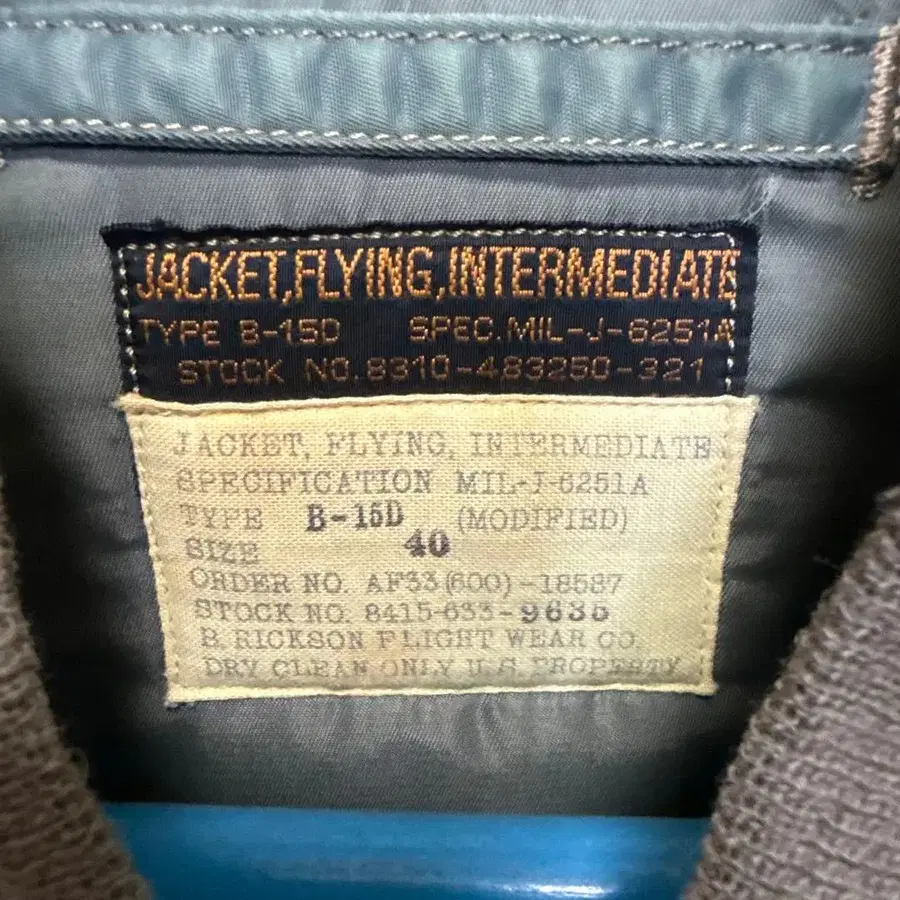 JACKET,FLYING,INTERMEDIATE
TYPE B-15D SPEC.MIL-J-6251A
STOCK NO.8310-483250-321
JACKET, FLYING, INTERMEDIATE
SPECIFICATION MIL-J-6251A
TYPE B-15D (MODIFIED)
SIZE 40
ORDER NO. AF33(600)-18587
STOCK NO. 8415-633-9635
B. RICKSON FLIGHT WEAR CO.
DRY CLEAN ONLY U.S. PROPERTY